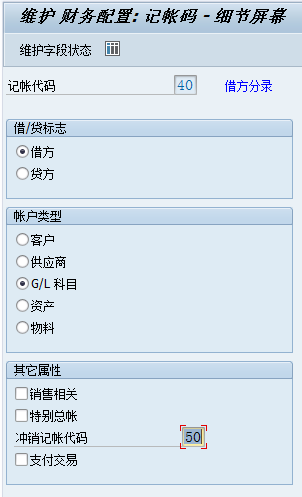 维护 财务配置: 记帐码 - 细节屏幕
维护字段状态
记帐代码 40 借方分录
借/贷标志
借方
贷方
帐户类型
客户
供应商
G/L 科目
资产
物料
其它属性
销售相关
特别总帐
冲销记帐代码 50
支付交易